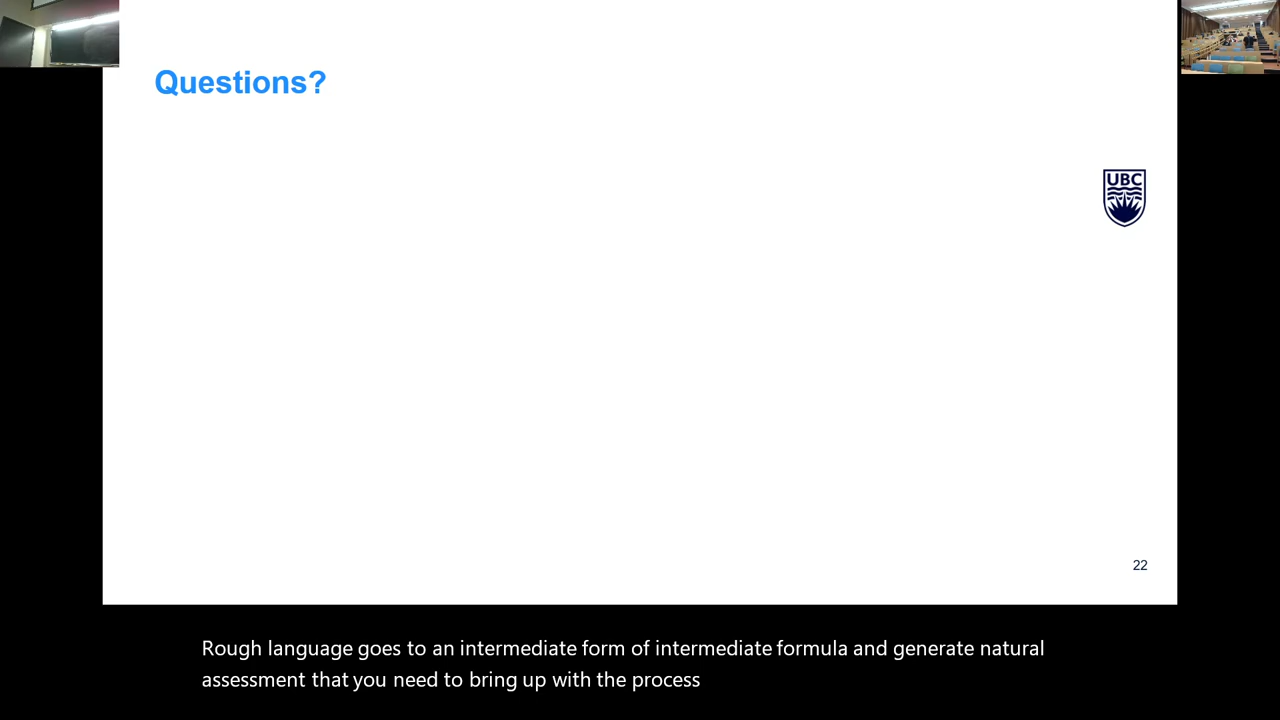 Questions?
UBC
22
Rough language goes to an intermediate form of intermediate formula and generate natural
assessment that you need to bring up with the process